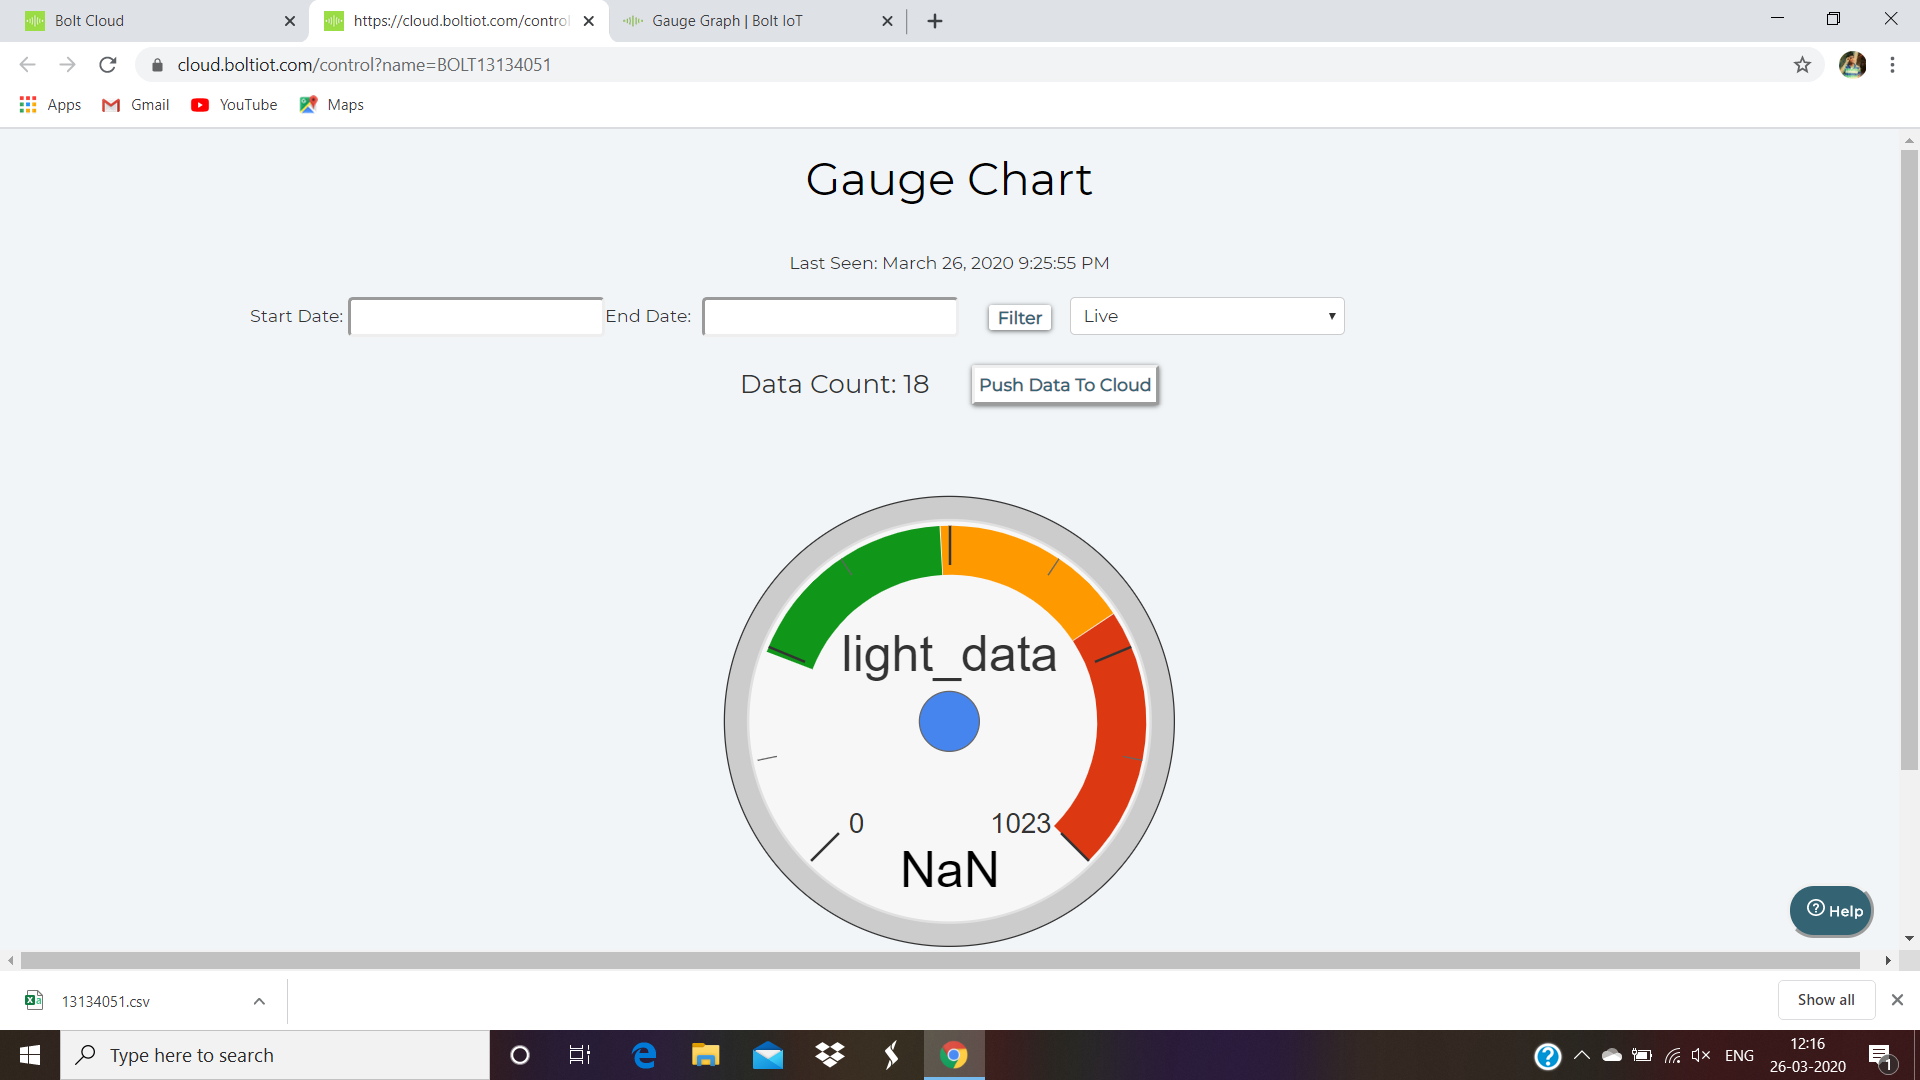 Bolt Cloud
https://cloud.boltiot.com/contro
Gauge Graph | Bolt IoT
cloud.boltiot.com/control?name=BOLT13134051
Apps
Gmail
YouTube
Maps
Gauge Chart
Last Seen: March 26, 2020 9:25:55 PM
Start Date:
End Date:
Filter
Live
Data Count: 18
Push Data To Cloud
light_data
0
1023
NaN
Help
13134051.csv
Show all
Type here to search
ENG
12:16
26-03-2020
1